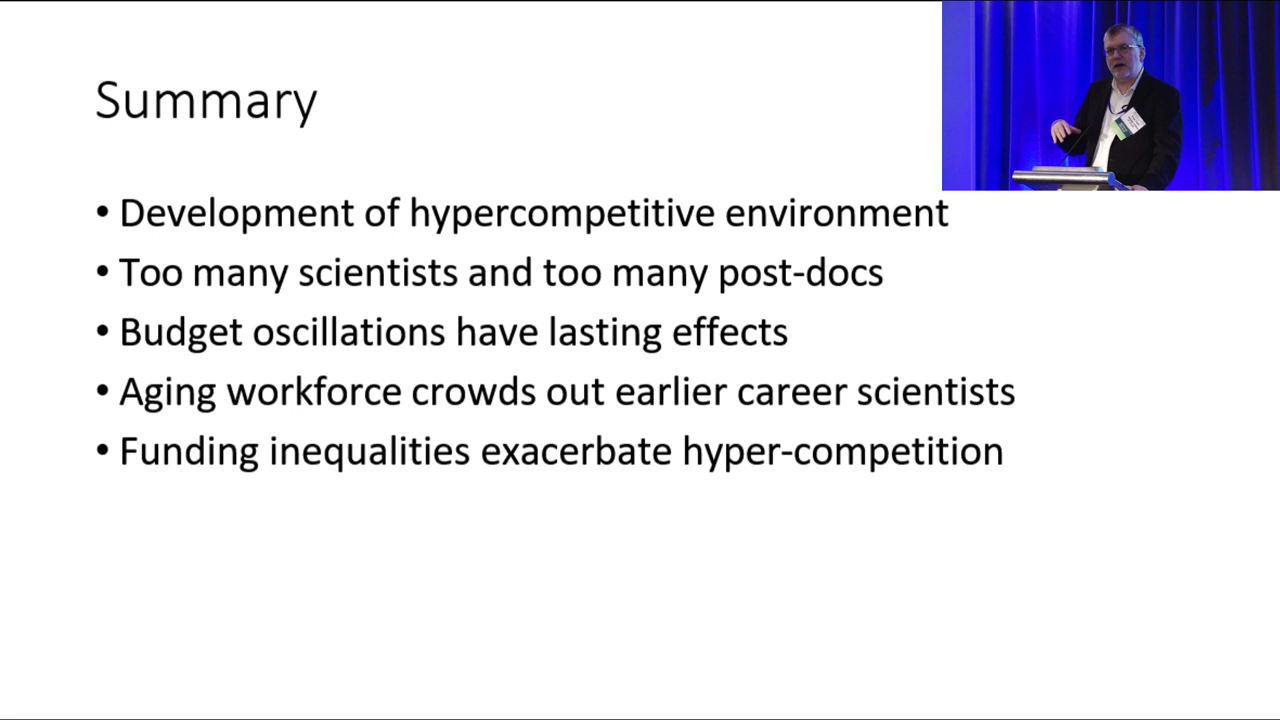 Summary
• Development of hypercompetitive environment
• Too many scientists and too many post-docs
• Budget oscillations have lasting effects
• Aging workforce crowds out earlier career scientists
• Funding inequalities exacerbate hyper-competition